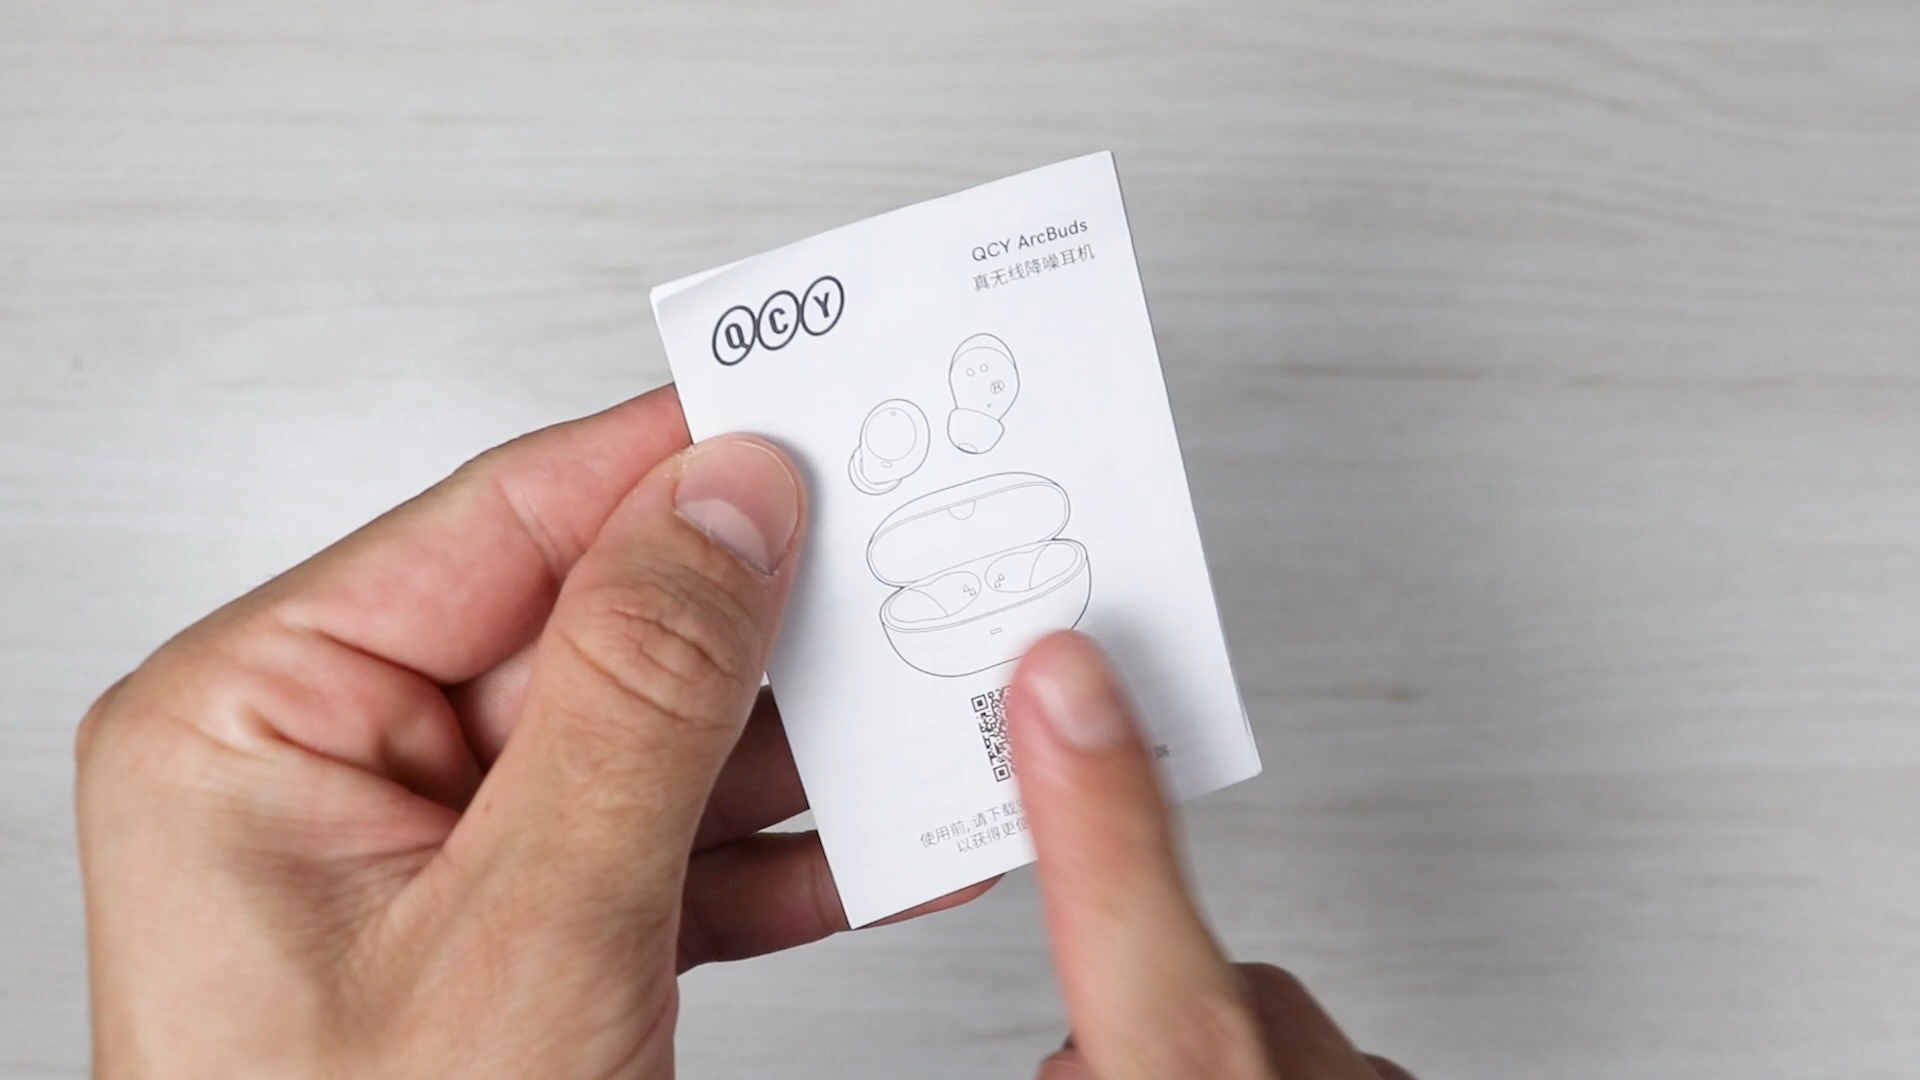 QCY
QCY ArcBuds
真无线降噪耳机
R
使用前, 请下载
以获得更